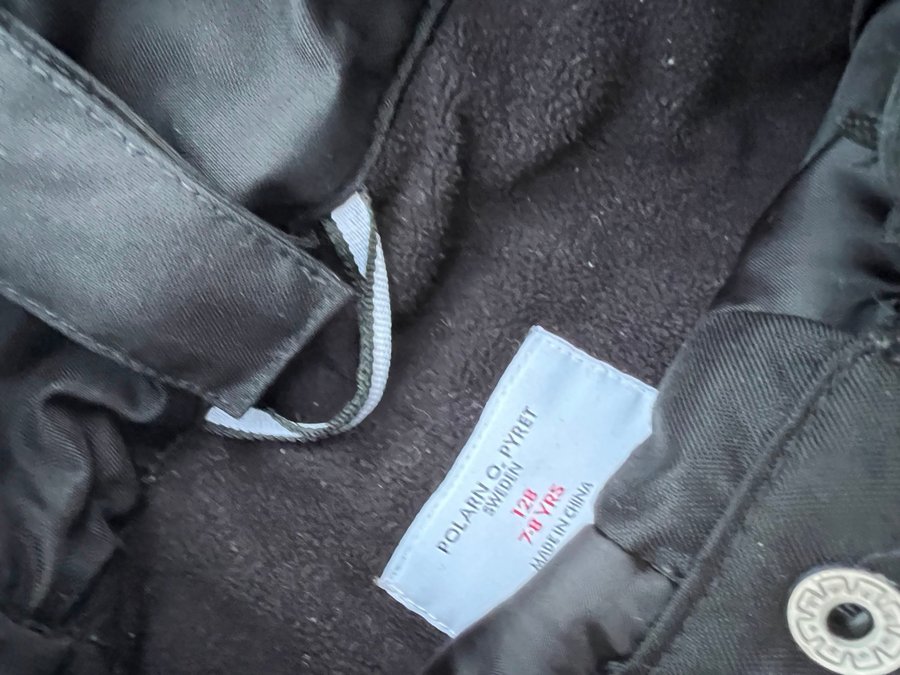 POLARN O. PYRET
SWEDEN
128
7-8 YRS
MADE IN CHINA